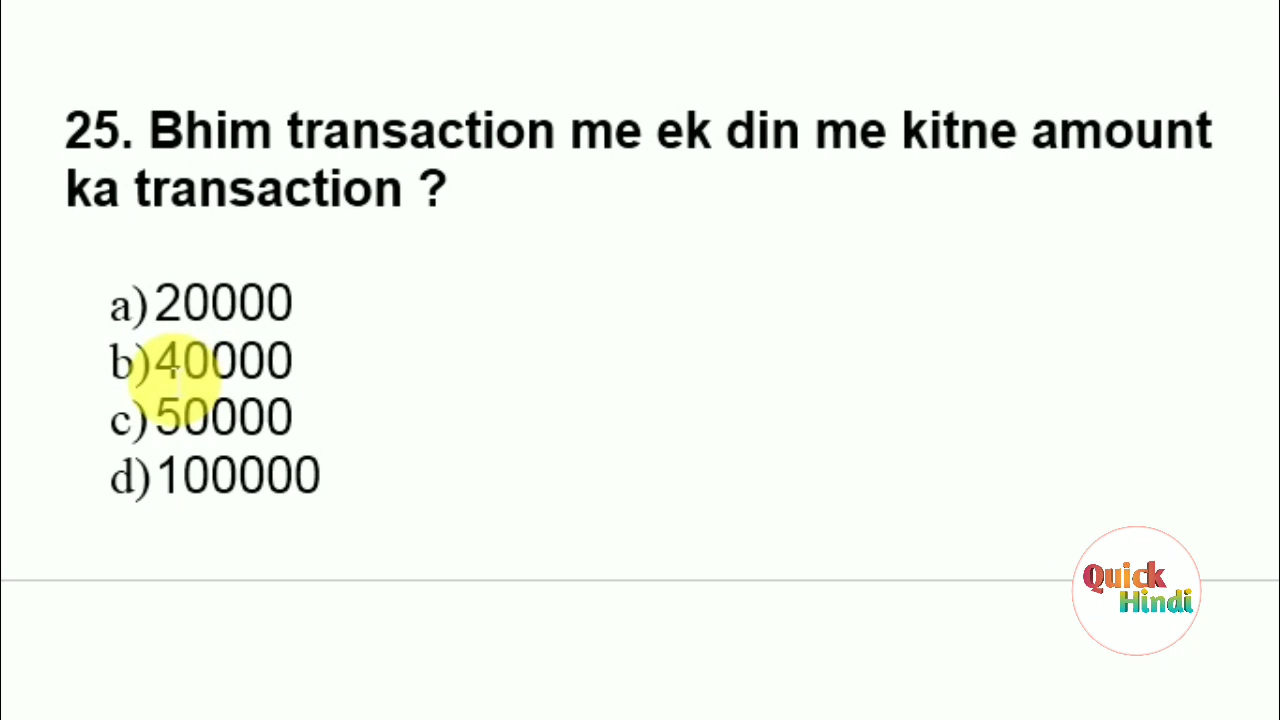 25. Bhim transaction me ek din me kitne amount
ka transaction ?
a) 20000
b) 40000
c) 50000
d) 100000
Quick
Hindi